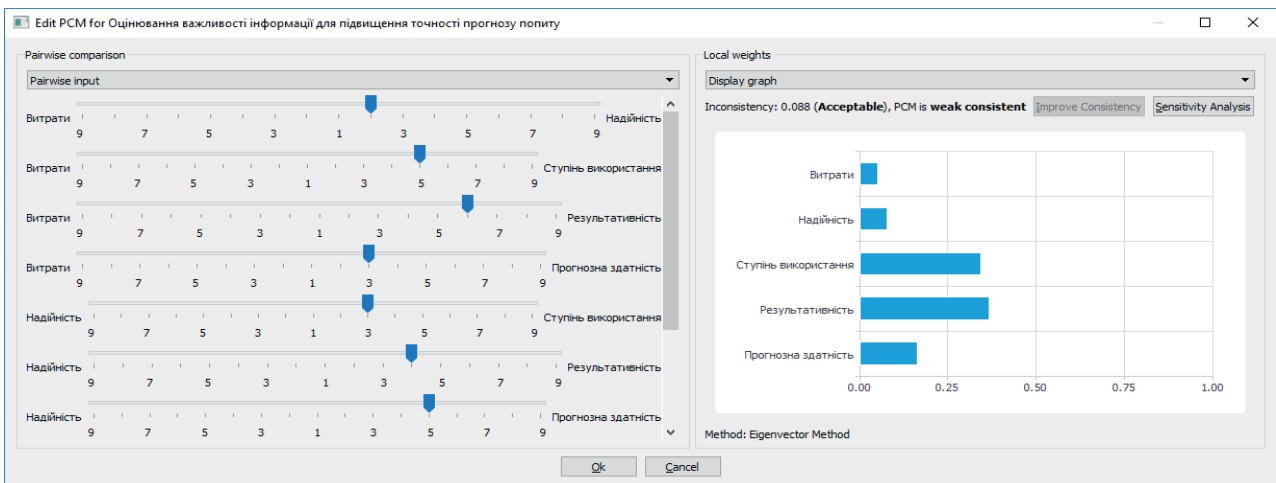 Edit PCM for Оцінювання важливості інформації для підвищення точності прогнозу попиту
Pairwise comparison
Pairwise input
Витрати Надійність
9 7 5 3 1 3 5 7 9
Витрати Ступінь використання
9 7 5 3 1 3 5 7 9
Витрати Результативність
9 7 5 3 1 3 5 7 9
Витрати Прогнозна здатність
9 7 5 3 1 3 5 7 9
Надійність Ступінь використання
9 7 5 3 1 3 5 7 9
Надійність Результативність
9 7 5 3 1 3 5 7 9
Надійність Прогнозна здатність
9 7 5 3 1 3 5 7 9
Local weights
Display graph
Inconsistency: 0.088 (Acceptable), PCM is weak consistent Improve Consistency Sensitivity Analysis
Витрати
Надійність
Ступінь використання
Результативність
Прогнозна здатність
0.00 0.25 0.50 0.75 1.00
Method: Eigenvector Method
Ok Cancel